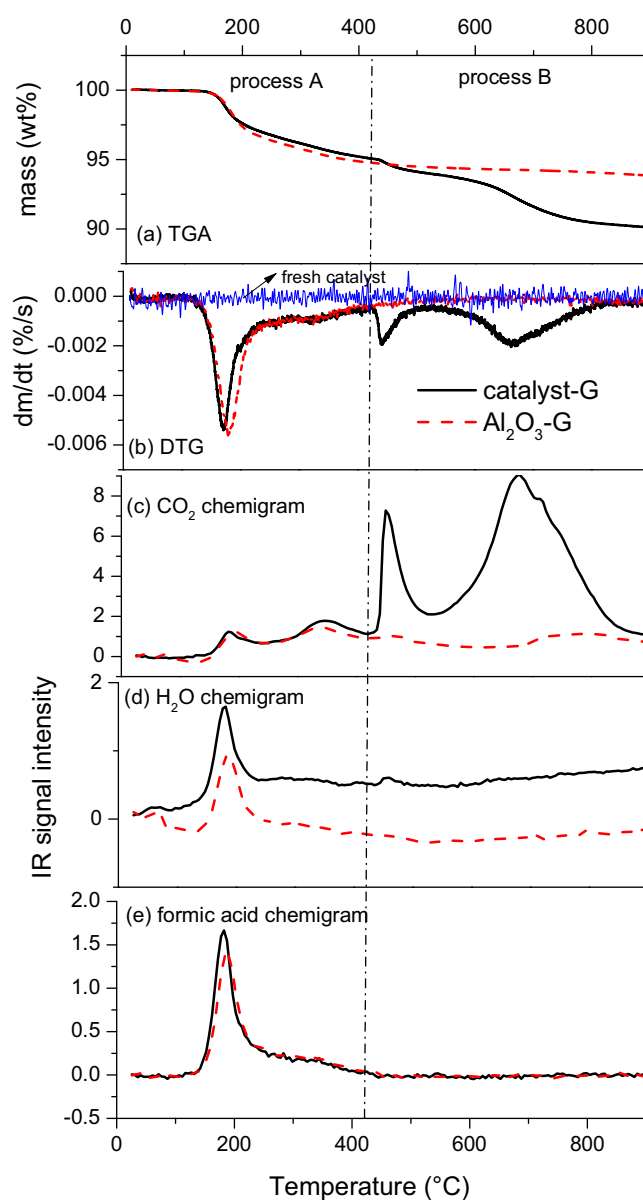 0 200 400 600 800
process A process B
100
95
90
mass (wt%)
(a) TGA
fresh catalyst
0.000
-0.002
-0.004
-0.006
dm/dt (%/s)
catalyst-G
Al₂O₃-G
(b) DTG
(c) CO₂ chemigram
8
6
4
2
0
(d) H₂O chemigram
2
0
IR signal intensity
(e) formic acid chemigram
2.0
1.5
1.0
0.5
0.0
-0.5
0 200 400 600 800
Temperature (°C)